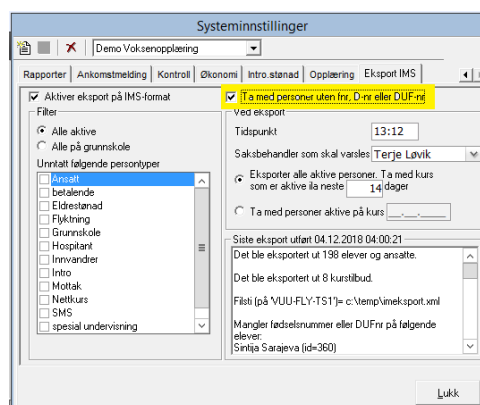 Systeminnstillinger
Demo Voksenopplæring
Rapporter Ankomstmelding Kontroll Økonomi Intro.stønad Opplæring Eksport IMS
Aktiver eksport på IMS-format
Ta med personer uten fnr, D-nr eller DUF-nr
Filter
Alle aktive
Alle på grunnskole
Unntatt følgende persontyper
Ansatt
betalende
Eldrestønad
Flyktning
Grunnskole
Hospitant
Innvandrer
Intro
Mottak
Nettkurs
SMS
spesial undervisning
Ved eksport
Tidspunkt 13:12
Saksbehandler som skal varsles Terje Løvik
Eksporter alle aktive personer. Ta med kurs
som er aktive ila neste 14 dager
Ta med personer aktive på kurs __.__.____
Siste eksport utført 04.12.2018 04:00:21
Det ble eksportert ut 198 elever og ansatte.
Det ble eksportert ut 8 kurstilbud.
Filsti (på 'VUU-FLY-TS1')= c:\temp\imeksport.xml
Mangler fødselsnummer eller DUFnr på følgende
elever:
Sintija Sarajeva (id=360)
Lukk